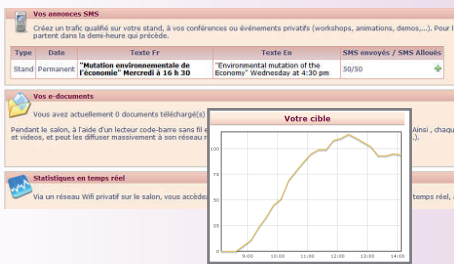 Vos annonces SMS
Créez un trafic qualifié sur votre stand, à vos conférences ou événements privatifs (workshops, animations, demos,...). Pour l
partent dans la demi-heure qui précède.
Type Date Texte Fr Texte En SMS envoyés / SMS Alloués
Stand Permanent "Mutation environnementale de l'économie" Mercredi à 16 h 30 "Environmental mutation of the Economy" Wednesday at 4:30 pm 50/50
Vos e-documents
Vous avez actuellement 0 documents téléchargé(s)
Pendant le salon, à l'aide d'un lecteur code-barre sans fil e
Ainsi , chaqu
et videos, et peut les diffuser massivement à son réseau
Statistiques en temps réel
Via un réseau Wifi privatif sur le salon, vous accédez
temps réel,
Votre cible
100
75
50
25
0
9:00 10:00 11:00 12:00 13:00 14:00